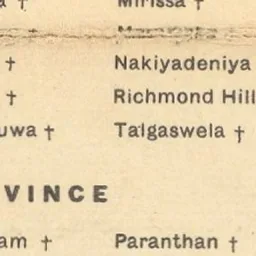 † Mirissa †
† Nakiyadeniya
† Richmond Hill
uwa † Talgaswela †
VINCE
am † Paranthan †